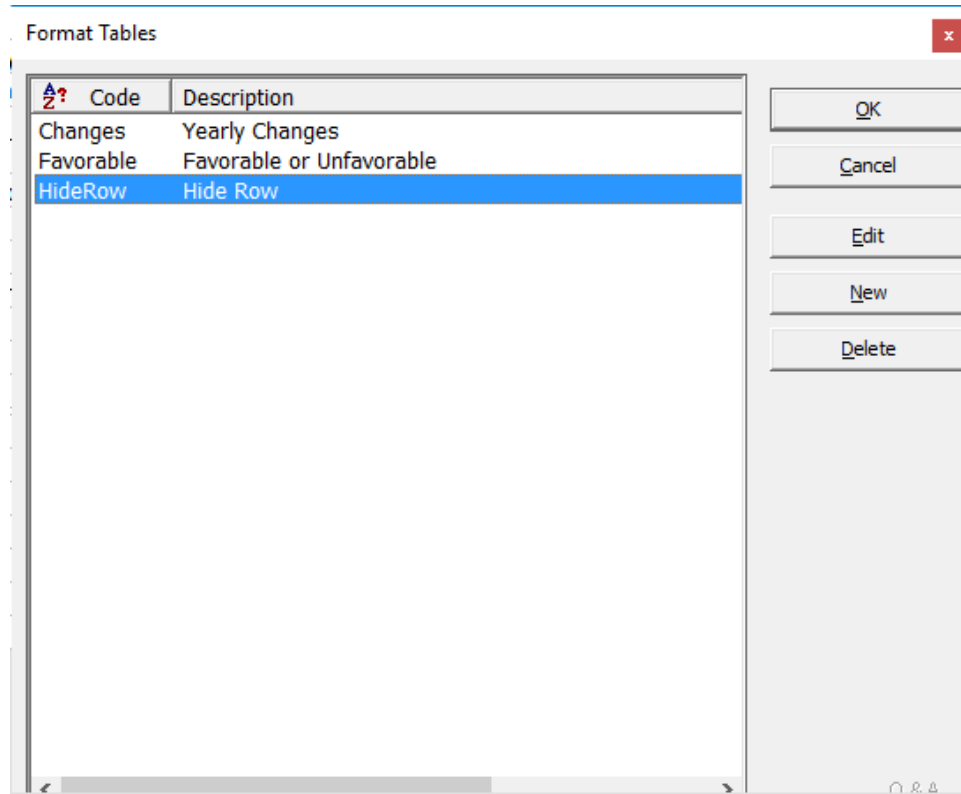 Format Tables
x
A Z ? Code Description
Changes Yearly Changes
Favorable Favorable or Unfavorable
HideRow Hide Row
OK
Cancel
Edit
New
Delete